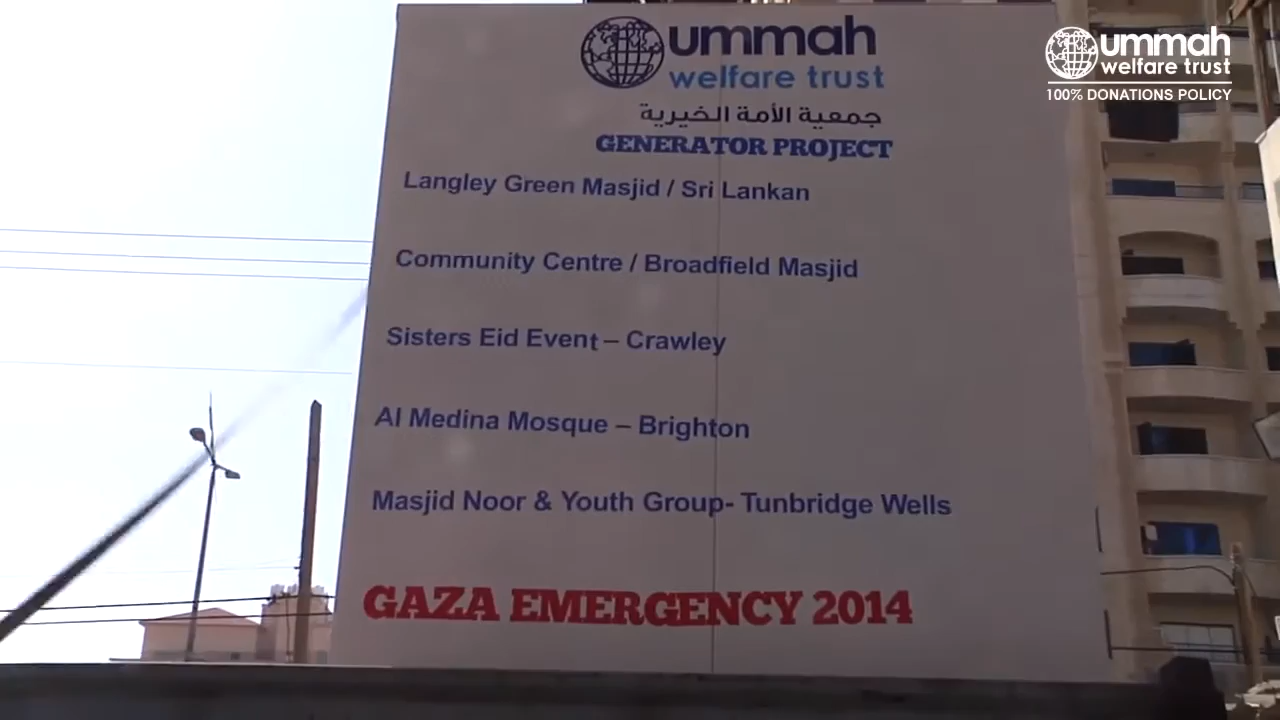 ummah
welfare trust
جمعية الأمة الخيرية
GENERATOR PROJECT
Langley Green Masjid / Sri Lankan
Community Centre / Broadfield Masjid
Sisters Eid Event – Crawley
Al Medina Mosque – Brighton
Masjid Noor & Youth Group- Tunbridge Wells
GAZA EMERGENCY 2014
ummah
welfare trust
100% DONATIONS POLICY